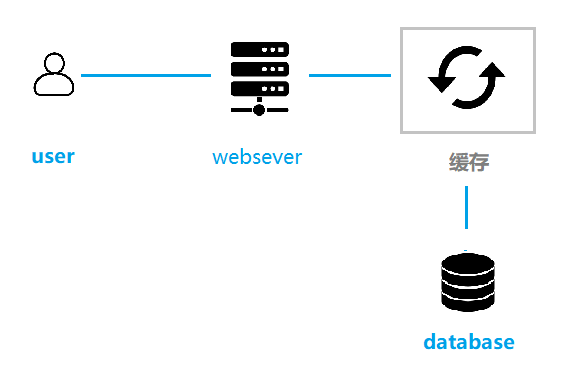 user
websever
缓存
database